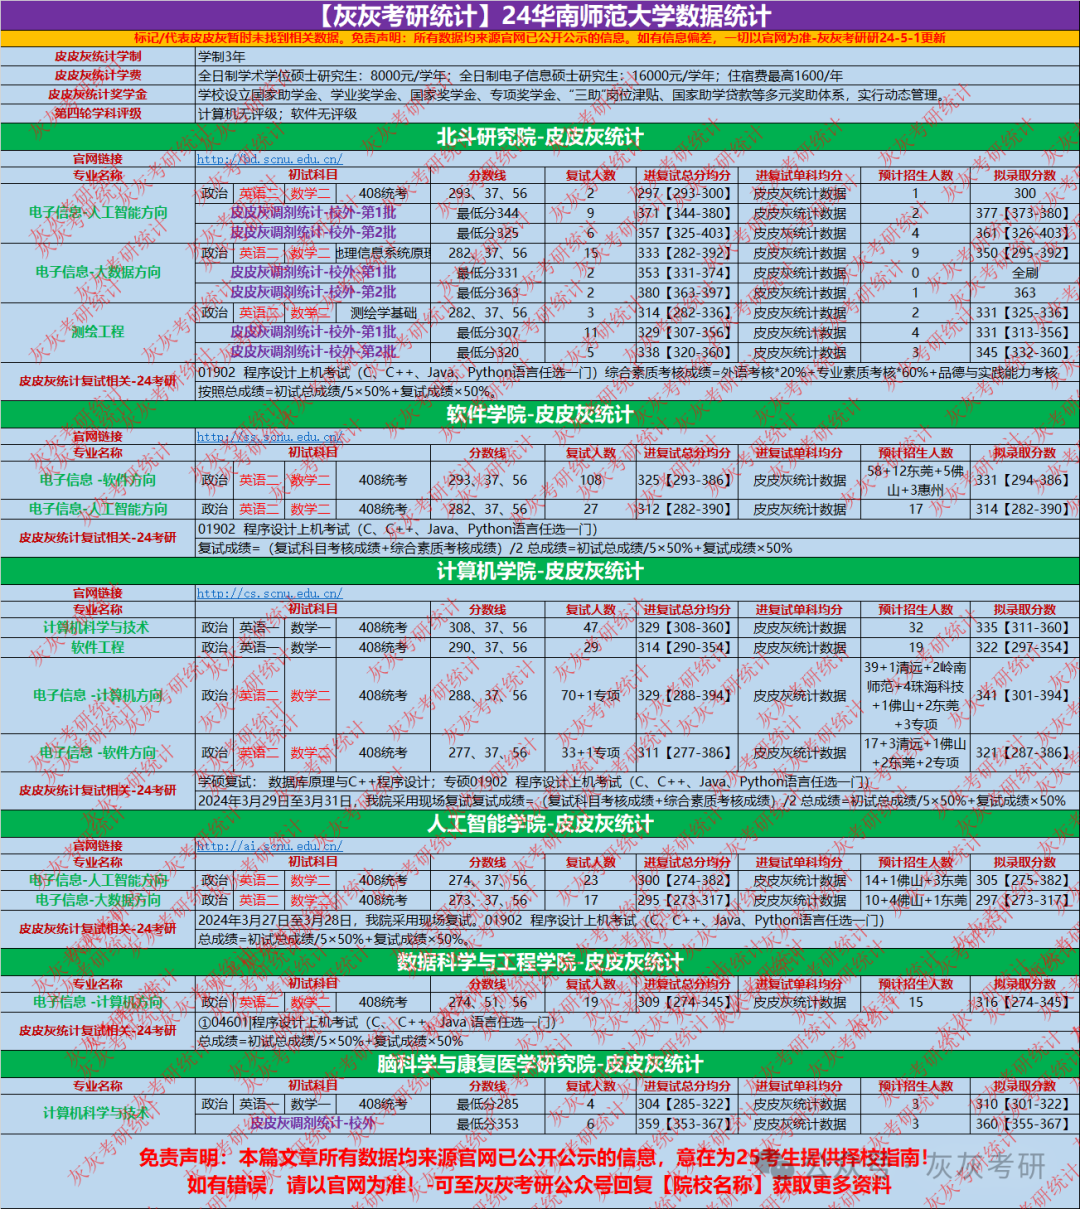 【灰灰考研统计】24华南师范大学数据统计
标记/代表皮皮灰暂时未找到相关数据。免责声明：所有数据均来源官网已公开公示的信息。如有信息偏差，一切以官网为准-灰灰考研研24-5-1更新
皮皮灰统计学制 学制3年
皮皮灰统计学费 全日制学术学位硕士研究生：8000元/学年；全日制电子信息硕士研究生：16000元/学年；住宿费最高1600/年
皮皮灰统计奖学金 学校设立国家助学金、学业奖学金、国家奖学金、专项奖学金、“三助”岗位津贴、国家助学贷款等多元奖助体系，实行动态管理。
第四轮学科评级 计算机无评级；软件无评级
北斗研究院-皮皮灰统计
官网链接 http://bd.scnu.edu.cn/
专业名称 初试科目 分数线 复试人数 进复试总分均分 进复试单科均分 预计招生人数 拟录取分数
电子信息-人工智能方向 政治 英语二 数学二 408统考 293、37、56 2 297【293-300】 皮皮灰统计数据 1 300
皮皮灰调剂统计-校外-第1批 最低分344 9 371【344-380】 皮皮灰统计数据 2 377【373-380】
皮皮灰调剂统计-校外-第2批 最低分325 6 357【325-403】 皮皮灰统计数据 4 361【326-403】
电子信息-大数据方向 政治 英语二 数学二 地理信息系统原理 282、37、56 15 333【282-392】 皮皮灰统计数据 9 350【295-392】
皮皮灰调剂统计-校外-第1批 最低分331 2 353【331-374】 皮皮灰统计数据 0 全刷
皮皮灰调剂统计-校外-第2批 最低分363 2 380【363-397】 皮皮灰统计数据 1 363
测绘工程 政治 英语二 数学二 测绘学基础 282、37、56 3 314【282-336】 皮皮灰统计数据 2 331【325-336】
皮皮灰调剂统计-校外-第1批 最低分307 11 329【307-356】 皮皮灰统计数据 4 331【313-356】
皮皮灰调剂统计-校外-第2批 最低分320 5 338【320-360】 皮皮灰统计数据 3 345【332-360】
皮皮灰统计复试相关-24考研 01902 程序设计上机考试（C、C++、Java、Python语言任选一门）综合素质考核成绩=外语考核*20%+专业素质考核*60%+品德与实践能力考核
按照总成绩=初试总成绩/5×50%+复试成绩×50%。
软件学院-皮皮灰统计
官网链接 http://ss.scnu.edu.cn/
专业名称 初试科目 分数线 复试人数 进复试总分均分 进复试单科均分 预计招生人数 拟录取分数
电子信息 -软件方向 政治 英语二 数学二 408统考 293、37、56 108 325【293-386】 皮皮灰统计数据 58+12东莞+5佛山+3惠州 331【294-386】
电子信息-人工智能方向 政治 英语二 数学二 408统考 282、37、56 27 312【282-390】 皮皮灰统计数据 17 314【282-390】
皮皮灰统计复试相关-24考研 01902 程序设计上机考试（C、C++、Java、Python语言任选一门）
复试成绩=（复试科目考核成绩+综合素质考核成绩）/2 总成绩=初试总成绩/5×50%+复试成绩×50%
计算机学院-皮皮灰统计
官网链接 http://cs.scnu.edu.cn/
专业名称 初试科目 分数线 复试人数 进复试总分均分 进复试单科均分 预计招生人数 拟录取分数
计算机科学与技术 政治 英语一 数学一 408统考 308、37、56 47 329【308-360】 皮皮灰统计数据 32 335【311-360】
软件工程 政治 英语一 数学一 408统考 290、37、56 29 314【290-354】 皮皮灰统计数据 19 322【297-354】
电子信息 -计算机方向 政治 英语二 数学二 408统考 288、37、56 70+1专项 329【288-394】 皮皮灰统计数据 39+1清远+2岭南师范+4珠海科技+1佛山+2东莞+3专项 341【301-394】
电子信息 -软件方向 政治 英语二 数学二 408统考 277、37、56 33+1专项 311【277-386】 皮皮灰统计数据 17+3清远+1佛山+2东莞+2专项 321【287-386】
皮皮灰统计复试相关-24考研 学硕复试： 数据库原理与C++程序设计；专硕01902 程序设计上机考试（C、C++、Java、Python语言任选一门）
2024年3月29日至3月31日，我院采用现场复试复试成绩=（复试科目考核成绩+综合素质考核成绩）/2 总成绩=初试总成绩/5×50%+复试成绩×50%
人工智能学院-皮皮灰统计
官网链接 http://ai.scnu.edu.cn/
专业名称 初试科目 分数线 复试人数 进复试总分均分 进复试单科均分 预计招生人数 拟录取分数
电子信息-人工智能方向 政治 英语二 数学二 408统考 274、37、56 23 300【274-382】 皮皮灰统计数据 14+1佛山+3东莞 305【275-382】
电子信息-大数据方向 政治 英语二 数学二 408统考 273、37、56 17 295【273-317】 皮皮灰统计数据 10+4佛山+1东莞 297【273-317】
皮皮灰统计复试相关-24考研 2024年3月27日至3月28日，我院采用现场复试。01902 程序设计上机考试（C、C++、Java、Python语言任选一门）
总成绩=初试总成绩/5×50%+复试成绩×50%。
数据科学与工程学院-皮皮灰统计
专业名称 初试科目 分数线 复试人数 进复试总分均分 进复试单科均分 预计招生人数 拟录取分数
电子信息 -计算机方向 政治 英语二 数学二 408统考 274、51、56 19 309【274-345】 皮皮灰统计数据 15 316【274-345】
皮皮灰统计复试相关-24考研 ①04601|程序设计上机考试（C、C++、Java 语言任选一门）
总成绩=初试总成绩/5×50%+复试成绩×50%
脑科学与康复医学研究院-皮皮灰统计
专业名称 初试科目 分数线 复试人数 进复试总分均分 进复试单科均分 预计招生人数 拟录取分数
计算机科学与技术 政治 英语一 数学一 408统考 最低分285 4 304【285-322】 皮皮灰统计数据 3 310【301-322】
皮皮灰调剂统计-校外 最低分353 6 359【353-367】 皮皮灰统计数据 3 360【355-367】
免责声明：本篇文章所有数据均来源官网已公开公示的信息，意在为25考生提供择校指南！
如有错误，请以官网为准！ 可至灰灰考研公众号回复【院校名称】获取更多资料
公众号·灰灰考研